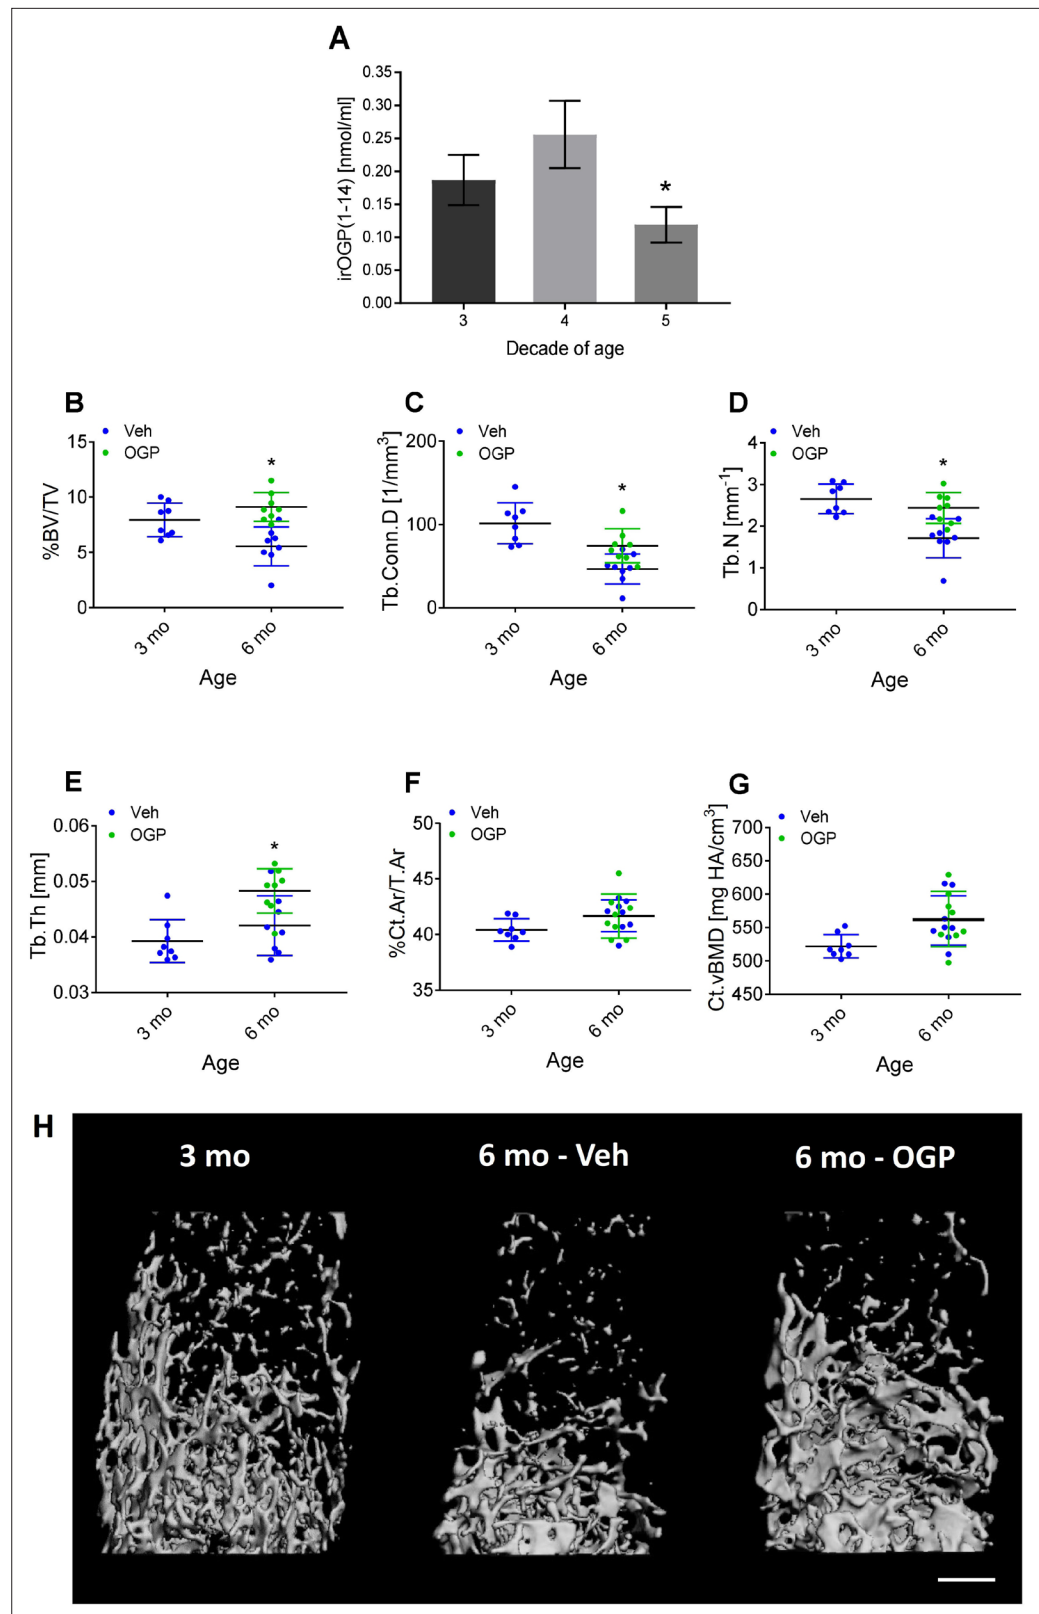 A
irOGP(1-14) [nmol/ml]
0.35
0.30
0.25
0.20
0.15
0.10
0.05
0.00
*
3 4 5
Decade of age
B
Veh
OGP
%BV/TV
15
10
5
0
*
3 mo 6 mo
Age
C
Veh
OGP
Tb.Conn.D [1/mm³]
200
100
0
*
3 mo 6 mo
Age
D
Veh
OGP
Tb.N [mm⁻¹]
4
3
2
1
0
*
3 mo 6 mo
Age
E
Veh
OGP
Tb.Th [mm]
0.06
0.05
0.04
0.03
*
3 mo 6 mo
Age
F
Veh
OGP
%Ct.Ar/T.Ar
50
45
40
35
3 mo 6 mo
Age
G
Veh
OGP
Ct.vBMD [mg HA/cm³]
700
650
600
550
500
450
3 mo 6 mo
Age
H
3 mo 6 mo - Veh 6 mo - OGP